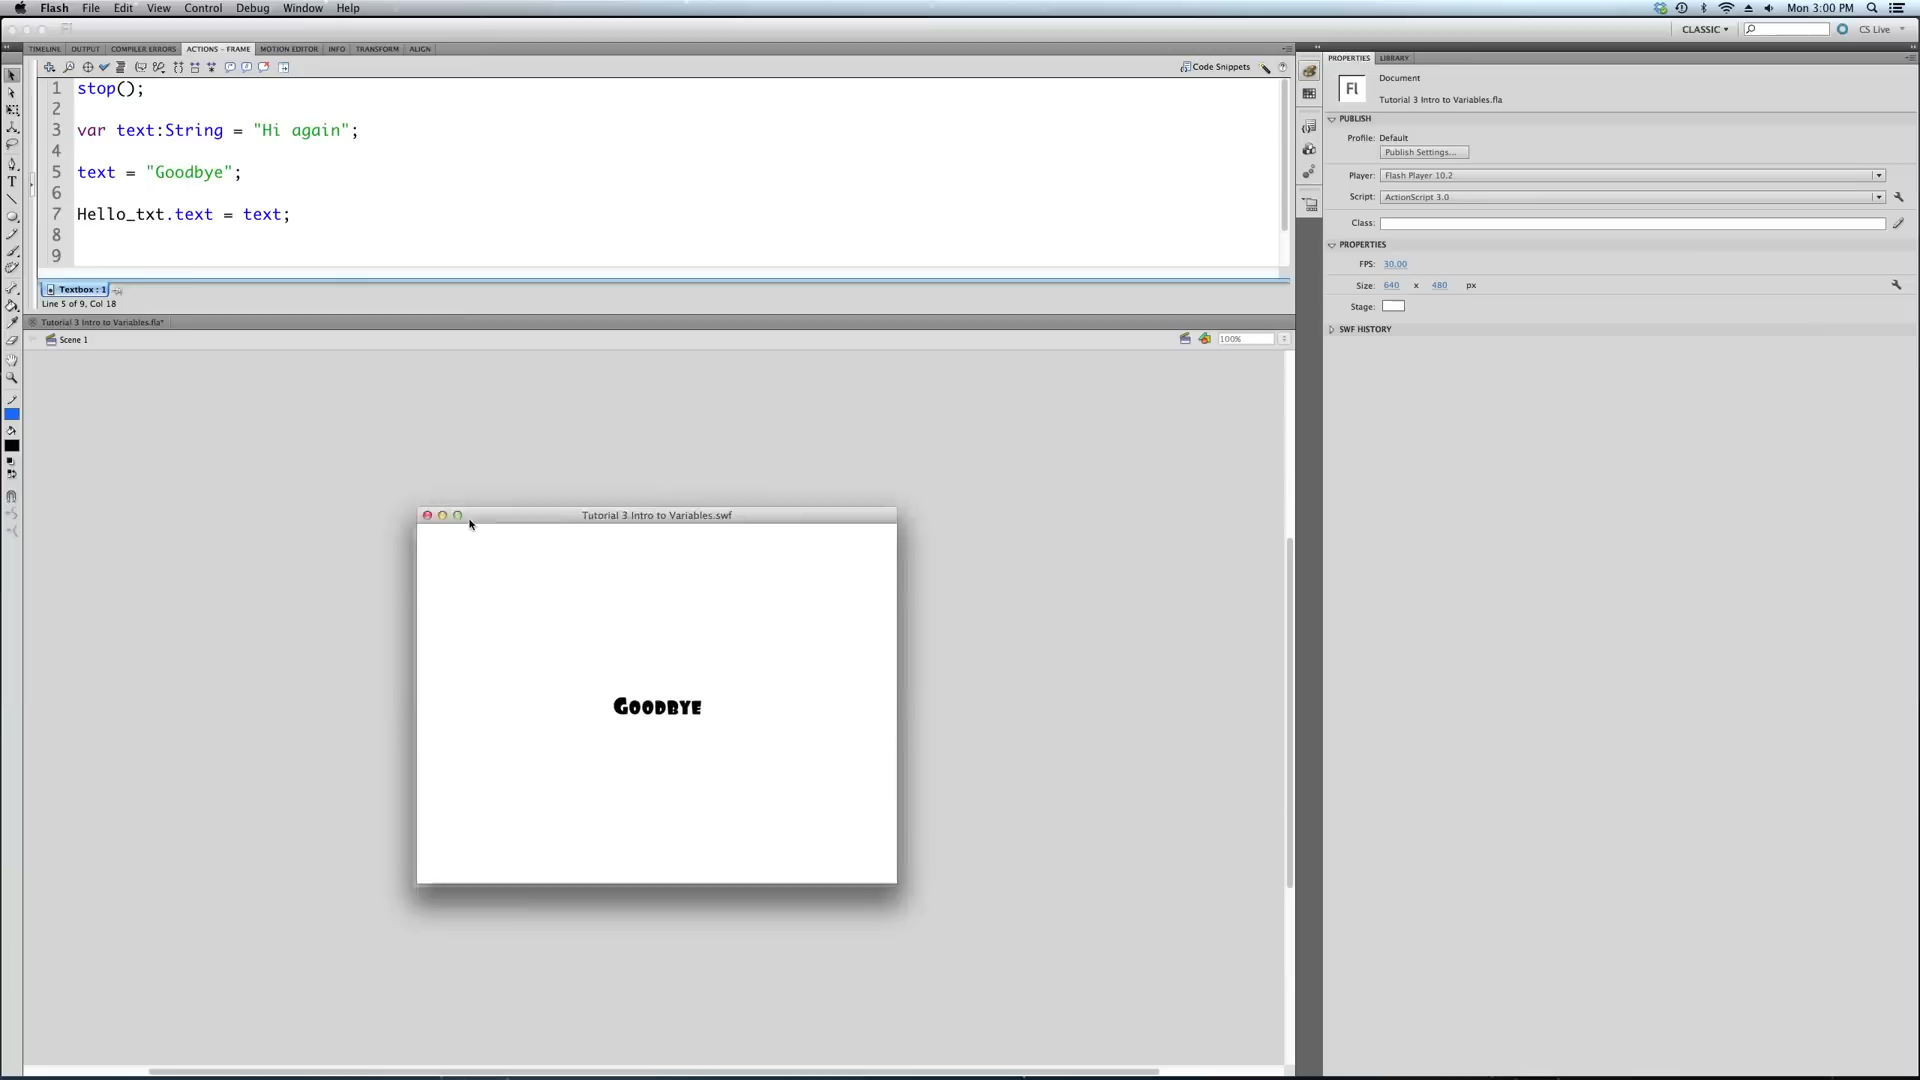 Flash File Edit View Control Debug Window Help
Mon 3:00 PM
CLASSIC
CS Live
TIMELINE OUTPUT COMPILER ERRORS ACTIONS - FRAME MOTION EDITOR INFO TRANSFORM ALIGN
Code Snippets
1 stop();
2
3 var text:String = "Hi again";
4
5 text = "Goodbye";
6
7 Hello_txt.text = text;
8
9
Textbox : 1
Line 5 of 9, Col 18
Tutorial 3 Intro to Variables.fla*
Scene 1
100%
Tutorial 3 Intro to Variables.swf
Goodbye
PROPERTIES LIBRARY
Fl
Document
Tutorial 3 Intro to Variables.fla
PUBLISH
Profile: Default
Publish Settings...
Player: Flash Player 10.2
Script: ActionScript 3.0
Class:
PROPERTIES
FPS: 30.00
Size: 640 x 480 px
Stage:
SWF HISTORY